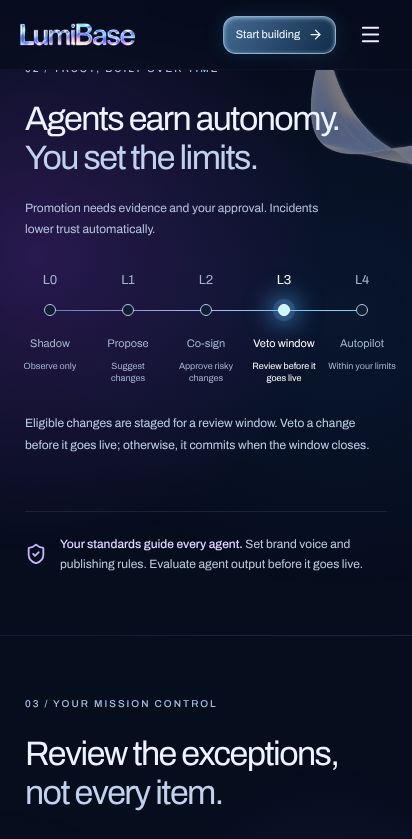 LumiBase
Start building
02 / TRUST, BUILT OVER TIME
Agents earn autonomy.
You set the limits.
Promotion needs evidence and your approval. Incidents
lower trust automatically.
L0 L1 L2 L3 L4
Shadow Propose Co-sign Veto window Autopilot
Observe only Suggest Approve risky Review before it Within your limits
changes changes goes live
Eligible changes are staged for a review window. Veto a change
before it goes live; otherwise, it commits when the window closes.
Your standards guide every agent. Set brand voice and
publishing rules. Evaluate agent output before it goes live.
03 / YOUR MISSION CONTROL
Review the exceptions,
not every item.